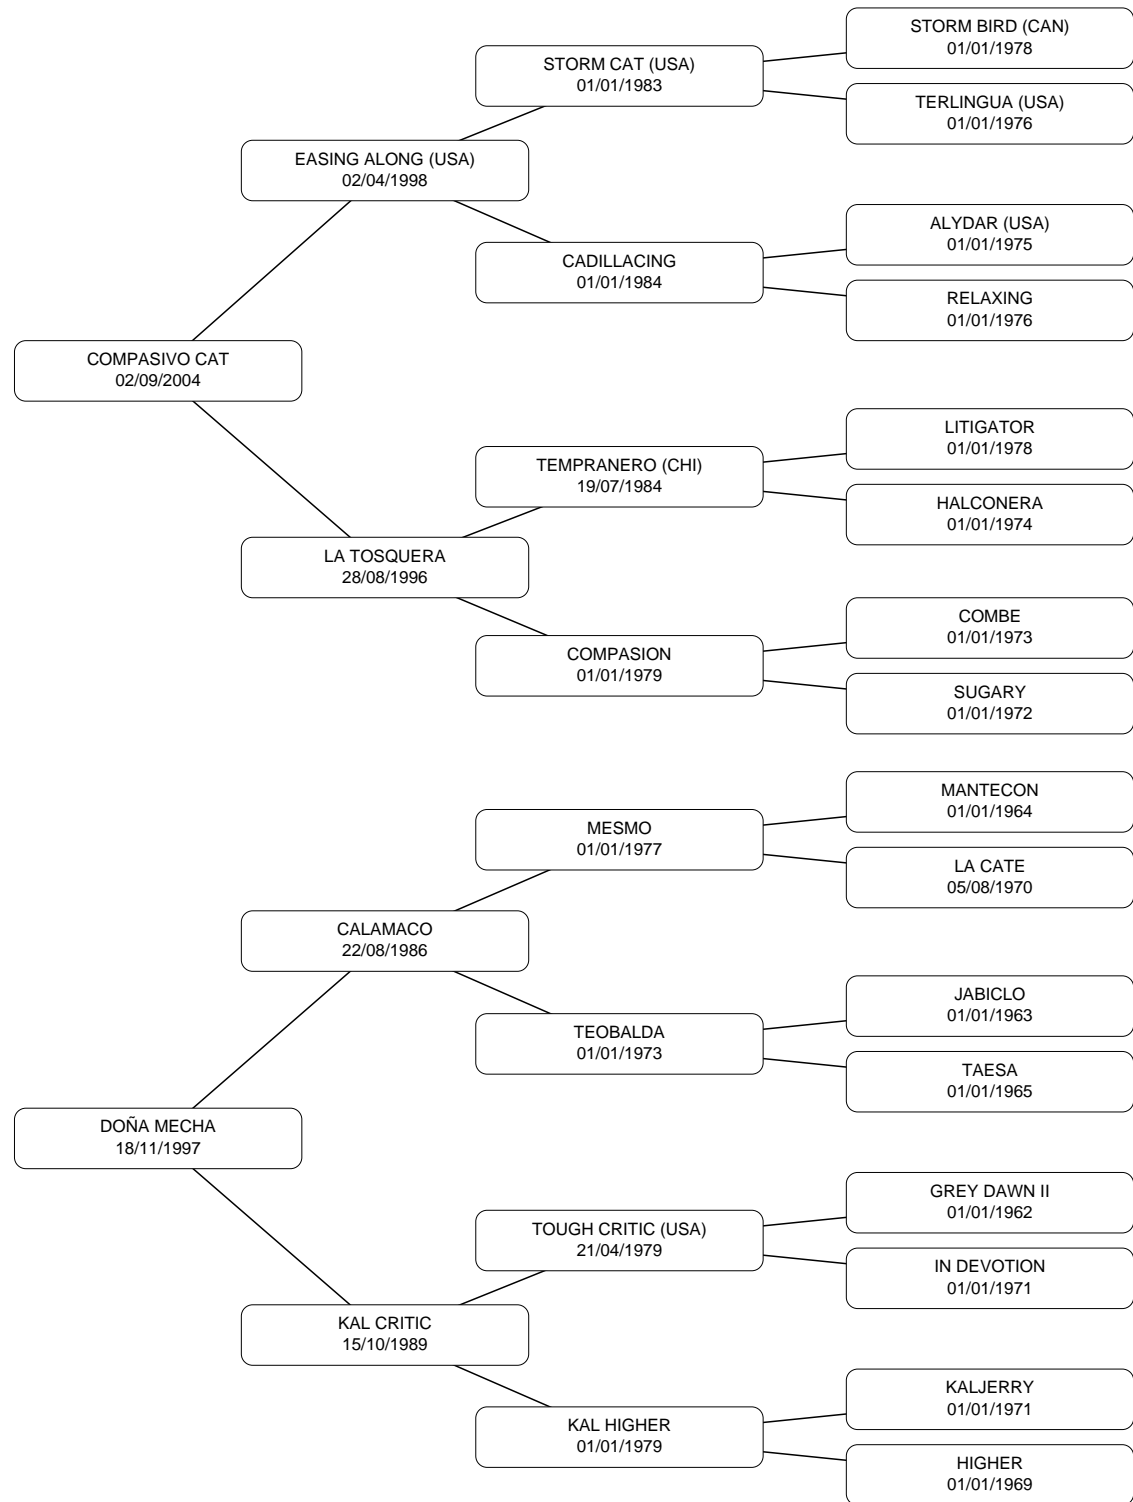 STORM BIRD (CAN)
01/01/1978
STORM CAT (USA)
01/01/1983
TERLINGUA (USA)
01/01/1976
EASING ALONG (USA)
02/04/1998
ALYDAR (USA)
01/01/1975
CADILLACING
01/01/1984
RELAXING
01/01/1976
COMPASIVO CAT
02/09/2004
LITIGATOR
01/01/1978
TEMPRANERO (CHI)
19/07/1984
HALCONERA
01/01/1974
LA TOSQUERA
28/08/1996
COMBE
01/01/1973
COMPASION
01/01/1979
SUGARY
01/01/1972
MANTECON
01/01/1964
MESMO
01/01/1977
LA CATE
05/08/1970
CALAMACO
22/08/1986
JABICLO
01/01/1963
TEOBALDA
01/01/1973
TAESA
01/01/1965
DOÑA MECHA
18/11/1997
GREY DAWN II
01/01/1962
TOUGH CRITIC (USA)
21/04/1979
IN DEVOTION
01/01/1971
KAL CRITIC
15/10/1989
KALJERRY
01/01/1971
KAL HIGHER
01/01/1979
HIGHER
01/01/1969